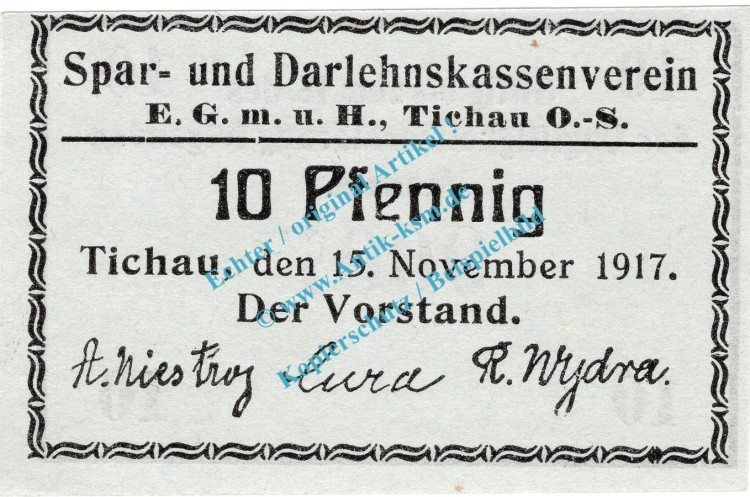 Spar- und Darlehnskassenverein
E. G. m. u. H., Tichau O.-S.
10 Pfennig
Tichau, den 15. November 1917.
Der Vorstand.
A. Niestroj Cura R. Wydra.
Echter / original Artikel !
© www.Antik-ksm.de
Kopierschutz / Beispielbild